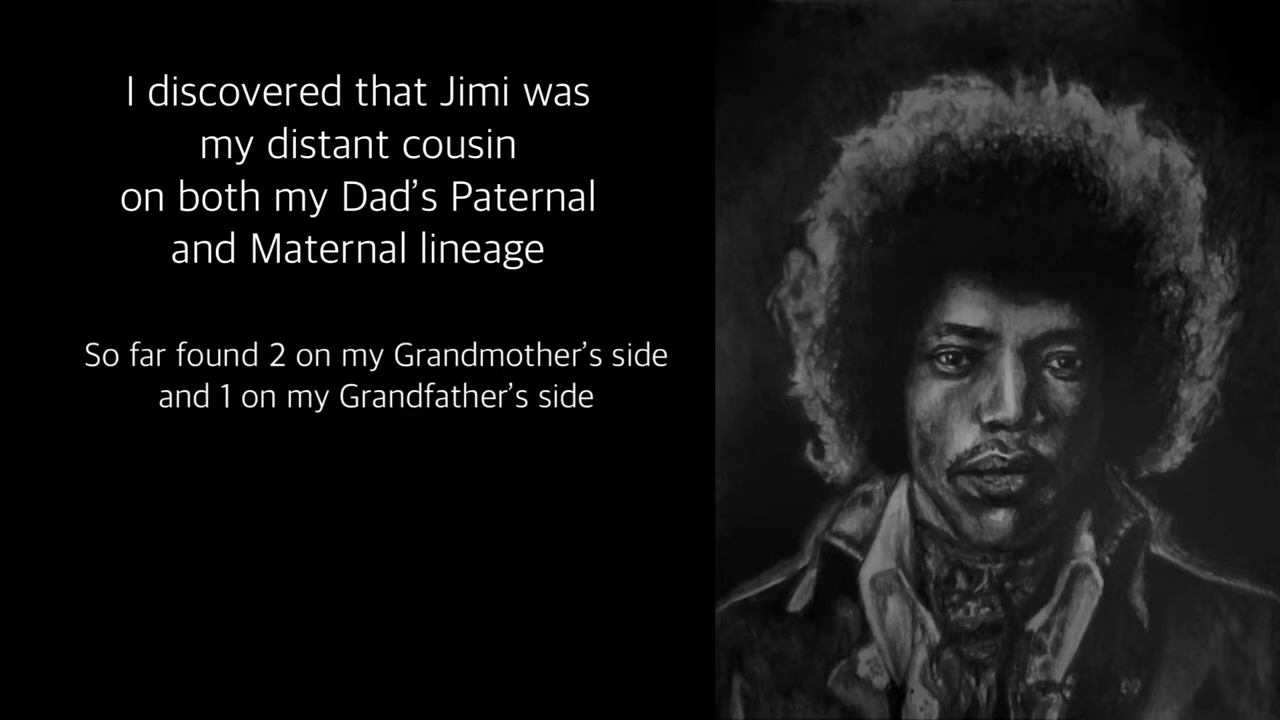 I discovered that Jimi was
my distant cousin
on both my Dad’s Paternal
and Maternal lineage
So far found 2 on my Grandmother’s side
and 1 on my Grandfather’s side